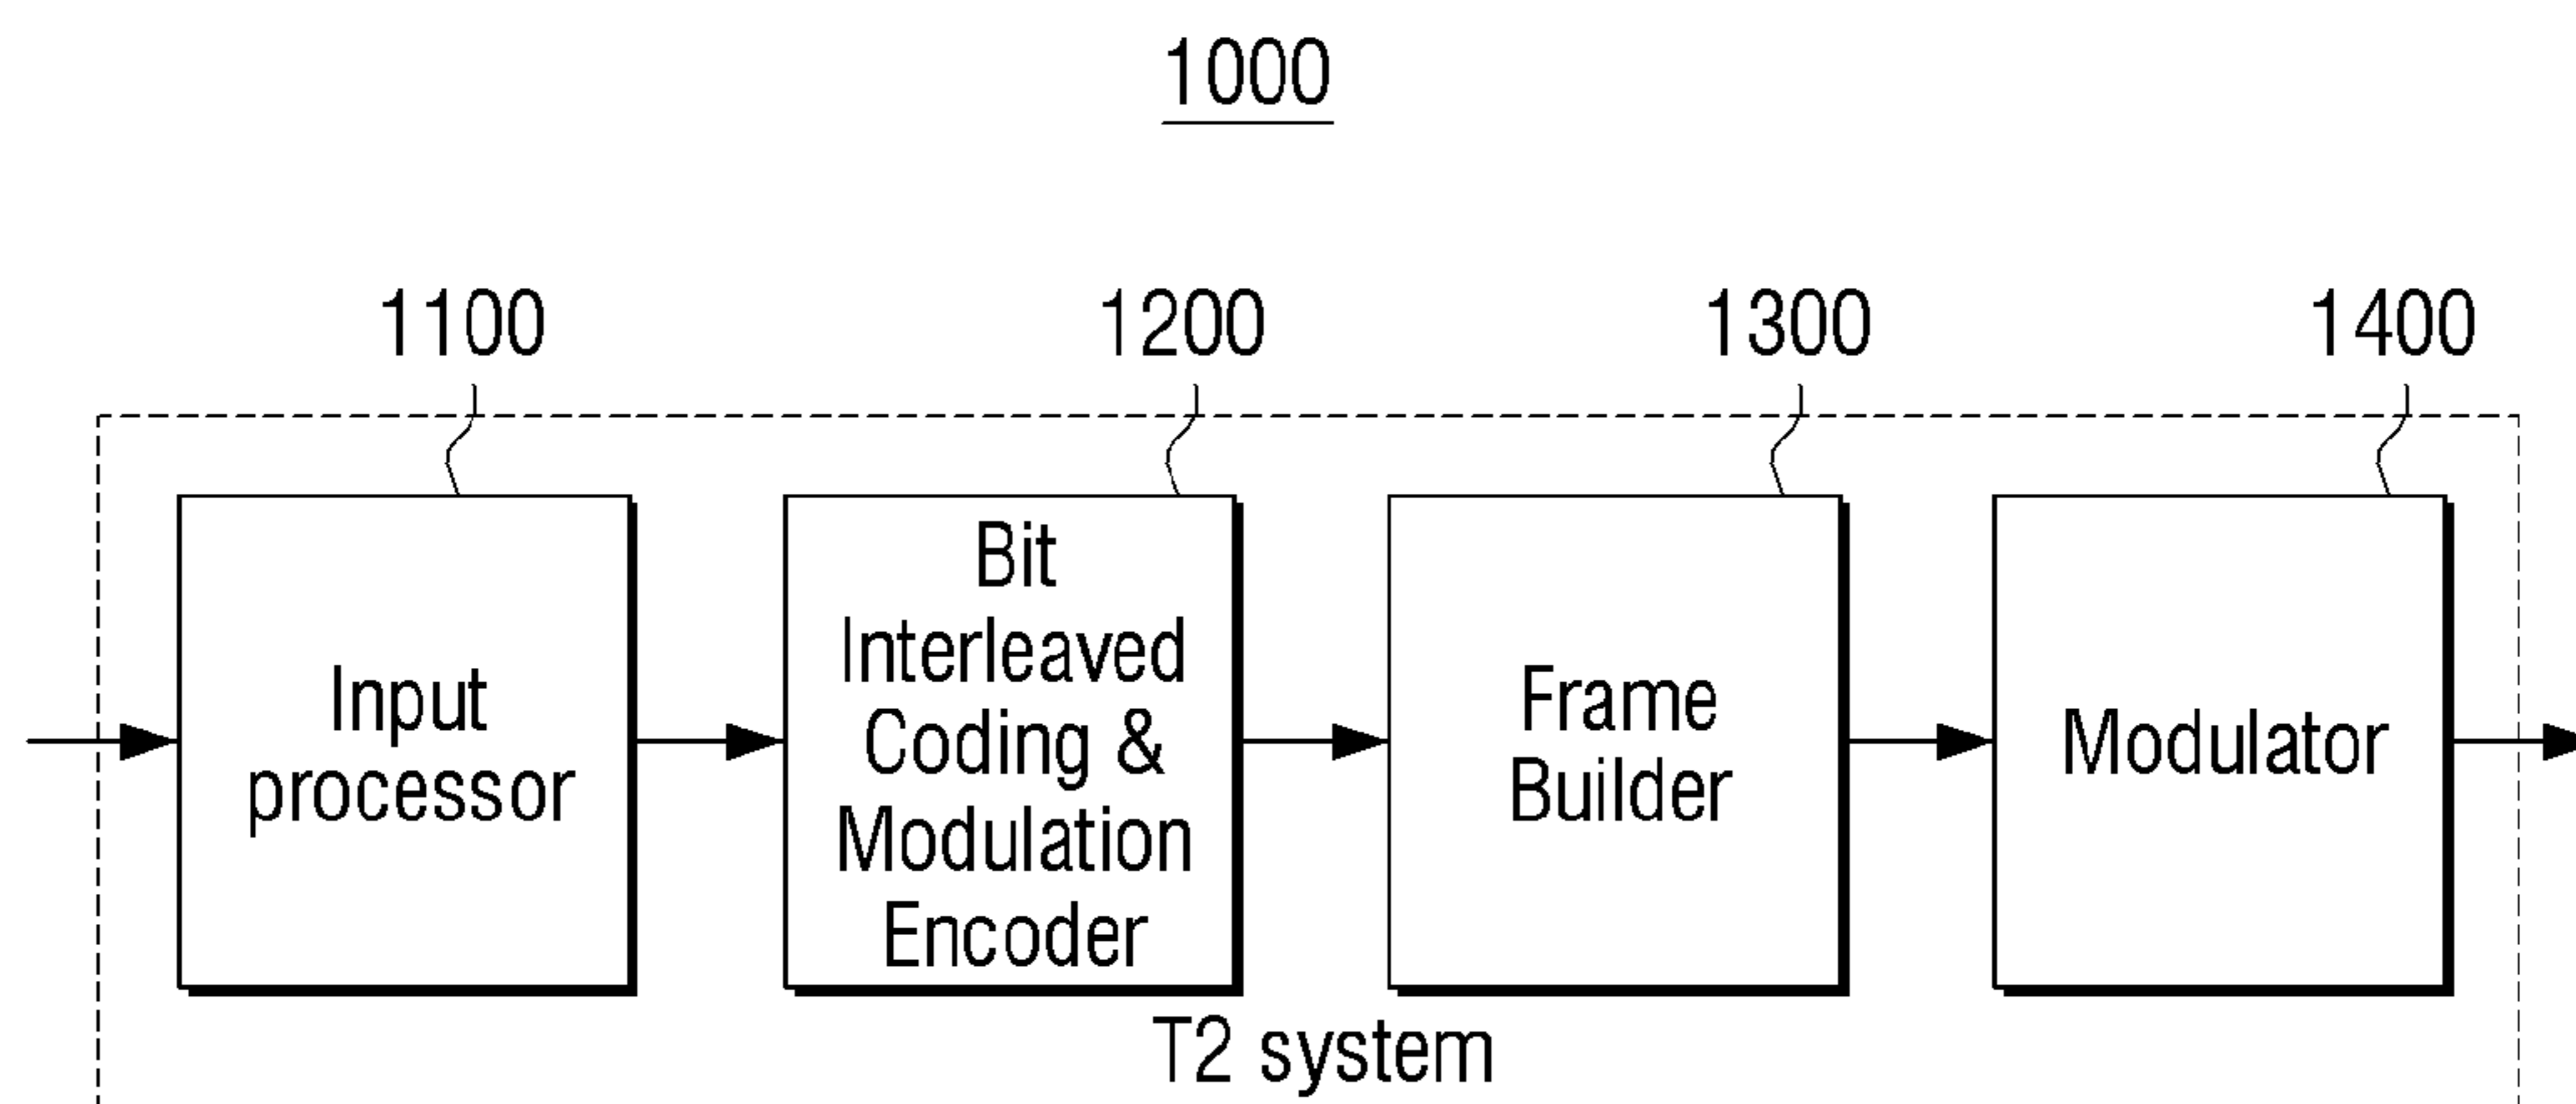 1000
1100
1200
1300
1400
Input
processor
Bit
Interleaved
Coding &
Modulation
Encoder
Frame
Builder
Modulator
T2 system